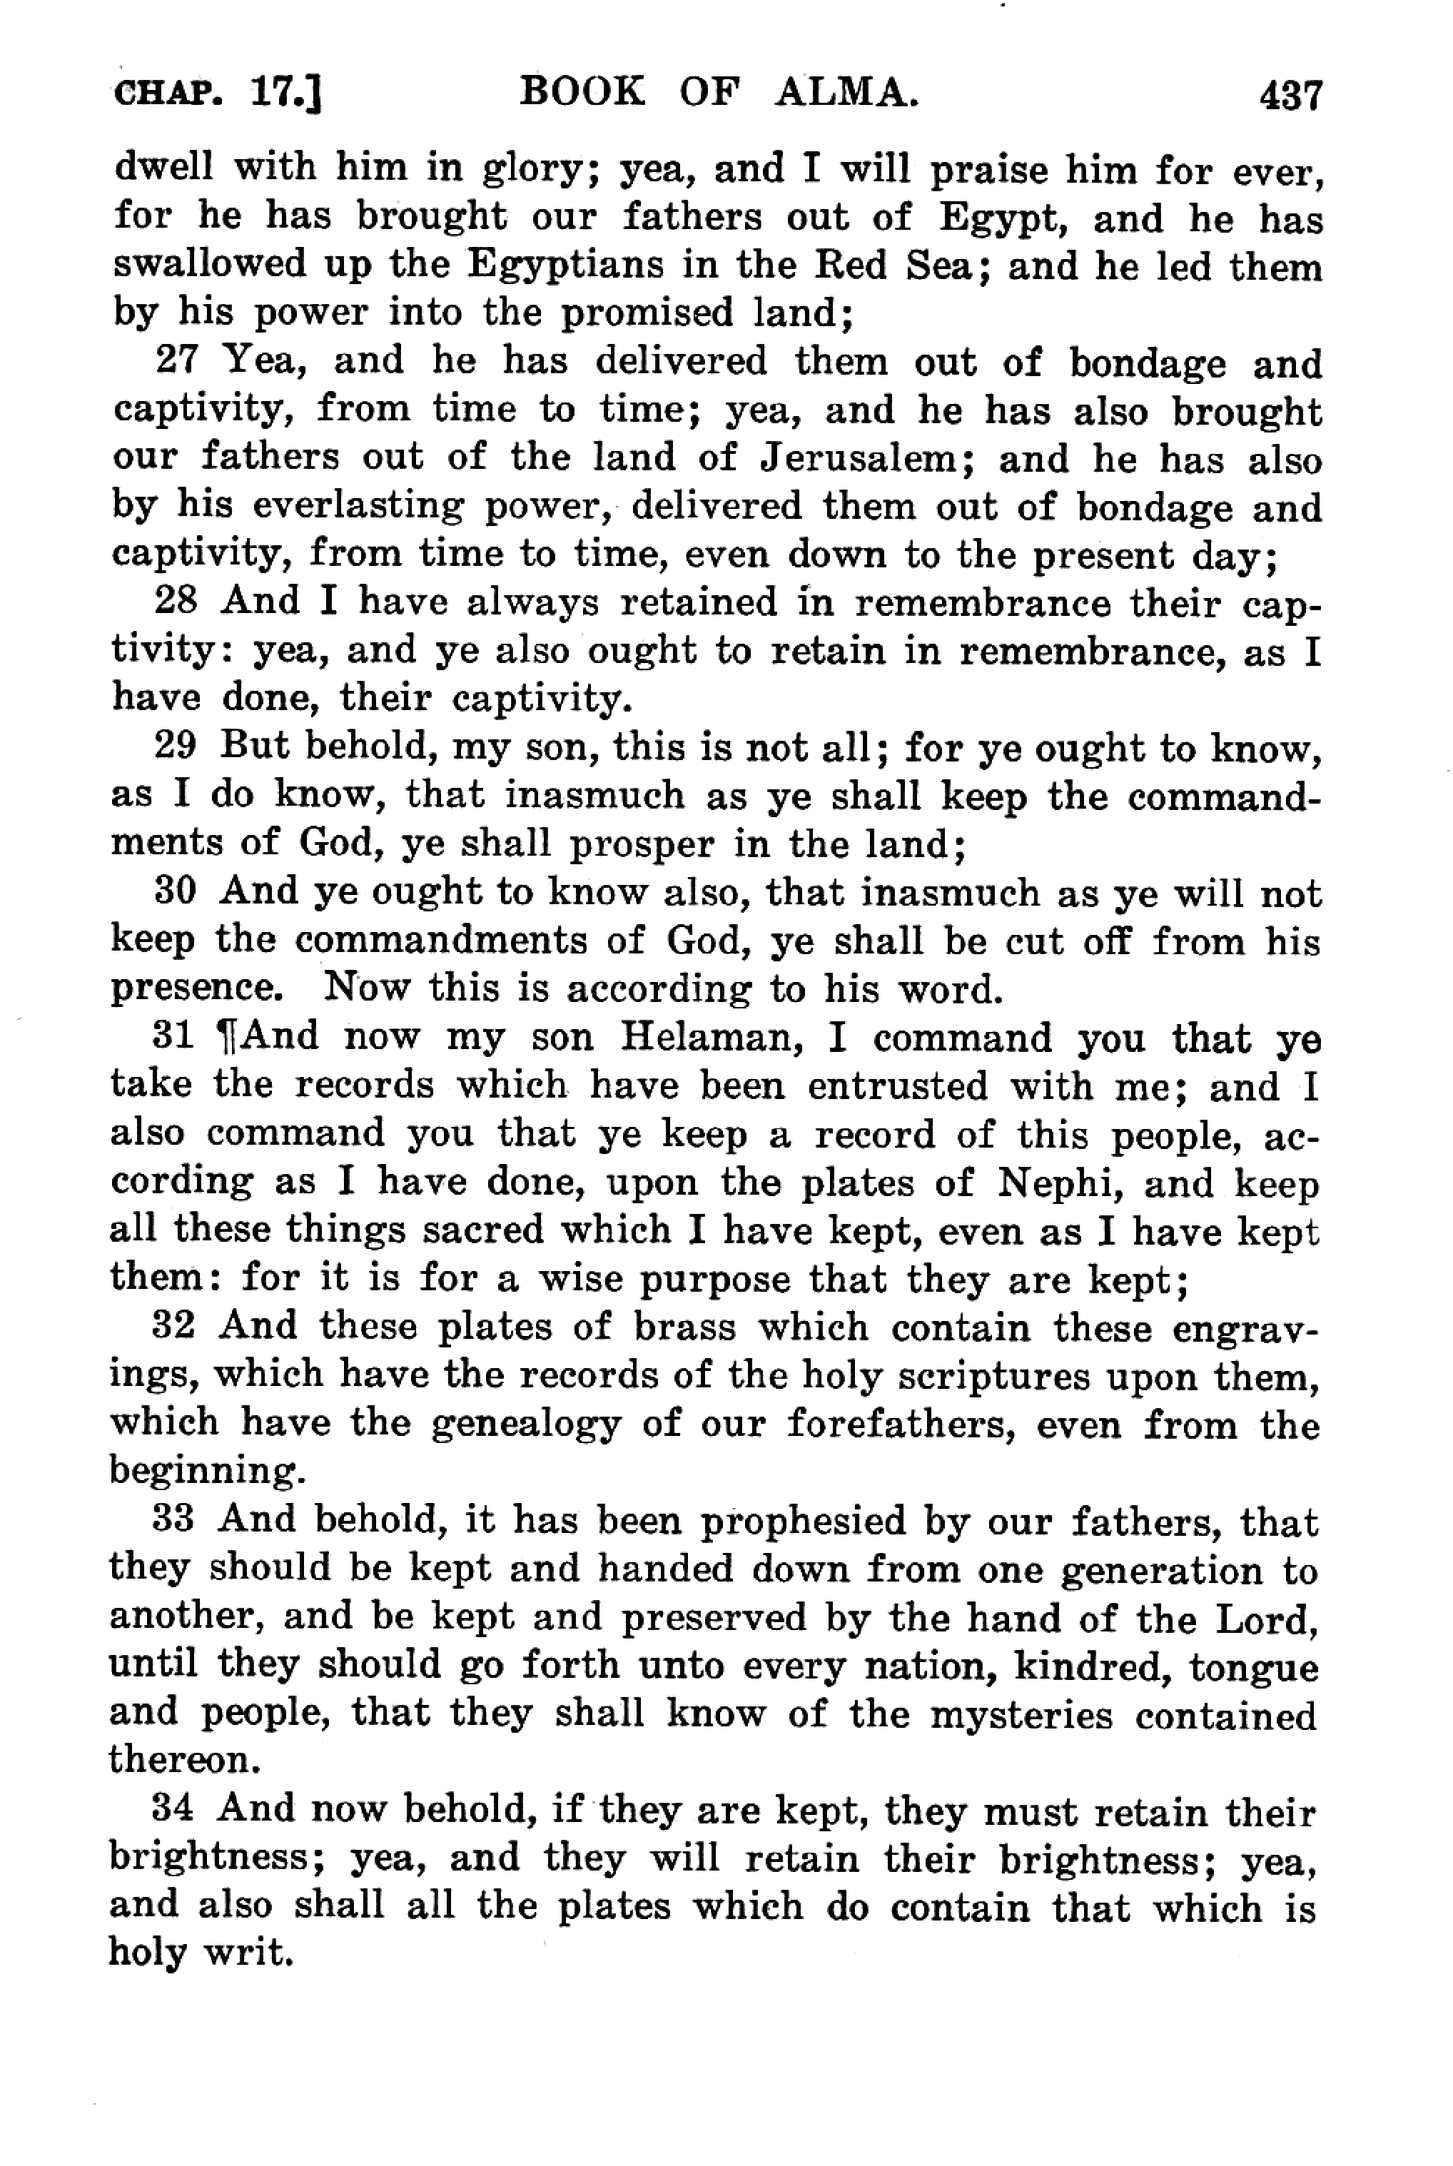 CHAP. 17.] BOOK OF ALMA. 437
dwell with him in glory; yea, and I will praise him for ever,
for he has brought our fathers out of Egypt, and he has
swallowed up the Egyptians in the Red Sea; and he led them
by his power into the promised land;
27 Yea, and he has delivered them out of bondage and
captivity, from time to time; yea, and he has also brought
our fathers out of the land of Jerusalem; and he has also
by his everlasting power, delivered them out of bondage and
captivity, from time to time, even down to the present day;
28 And I have always retained in remembrance their cap-
tivity: yea, and ye also ought to retain in remembrance, as I
have done, their captivity.
29 But behold, my son, this is not all; for ye ought to know,
as I do know, that inasmuch as ye shall keep the command-
ments of God, ye shall prosper in the land;
30 And ye ought to know also, that inasmuch as ye will not
keep the commandments of God, ye shall be cut off from his
presence. Now this is according to his word.
31 ¶And now my son Helaman, I command you that ye
take the records which have been entrusted with me; and I
also command you that ye keep a record of this people, ac-
cording as I have done, upon the plates of Nephi, and keep
all these things sacred which I have kept, even as I have kept
them: for it is for a wise purpose that they are kept;
32 And these plates of brass which contain these engrav-
ings, which have the records of the holy scriptures upon them,
which have the genealogy of our forefathers, even from the
beginning.
33 And behold, it has been prophesied by our fathers, that
they should be kept and handed down from one generation to
another, and be kept and preserved by the hand of the Lord,
until they should go forth unto every nation, kindred, tongue
and people, that they shall know of the mysteries contained
thereon.
34 And now behold, if they are kept, they must retain their
brightness; yea, and they will retain their brightness; yea,
and also shall all the plates which do contain that which is
holy writ.